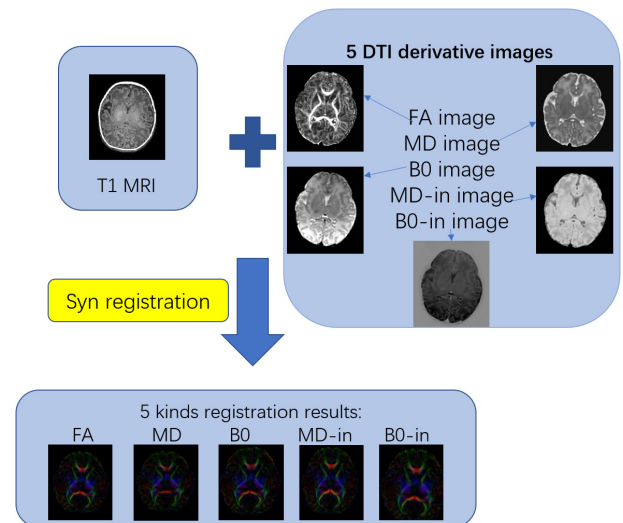 5 DTI derivative images
T1 MRI
FA image
MD image
B0 image
MD-in image
B0-in image
Syn registration
5 kinds registration results:
FA MD B0 MD-in B0-in